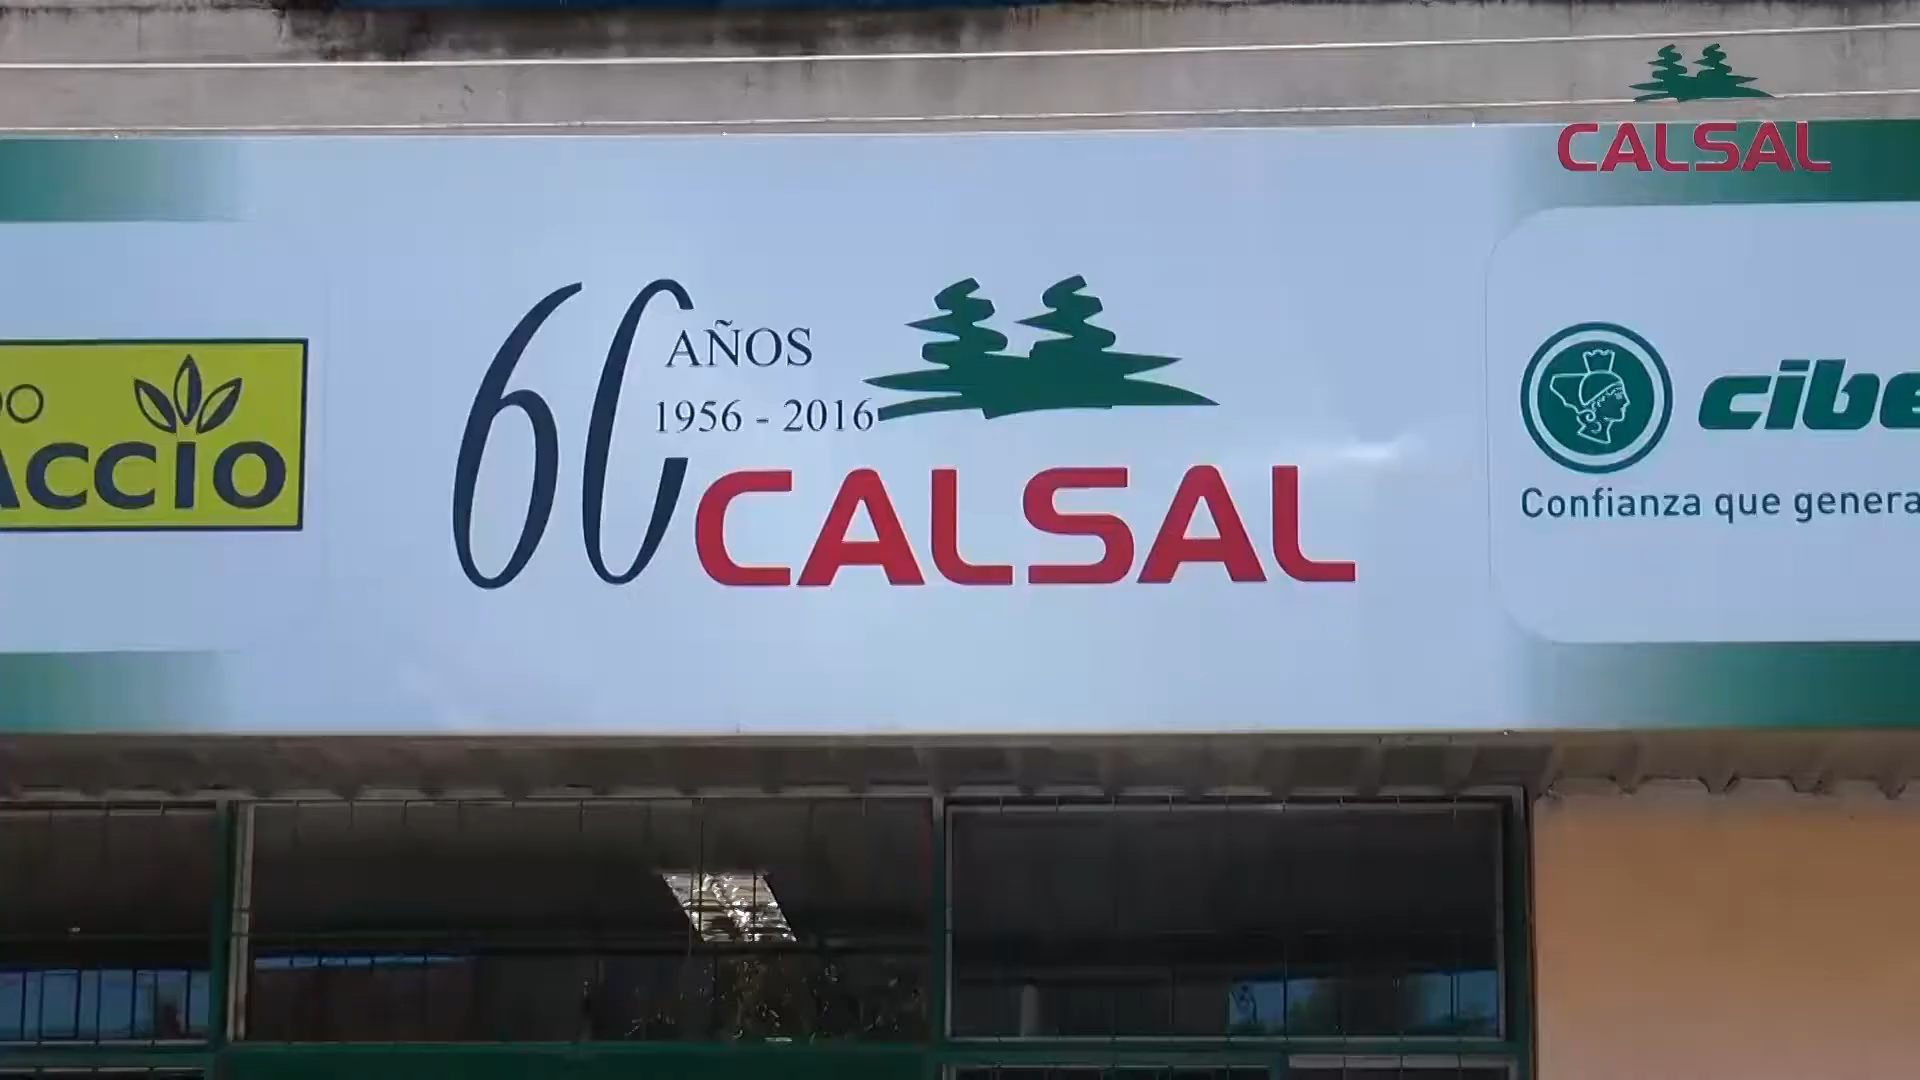 CALSAL
60 AÑOS
1956 - 2016
CALSAL
ACCIO
Confianza que genera